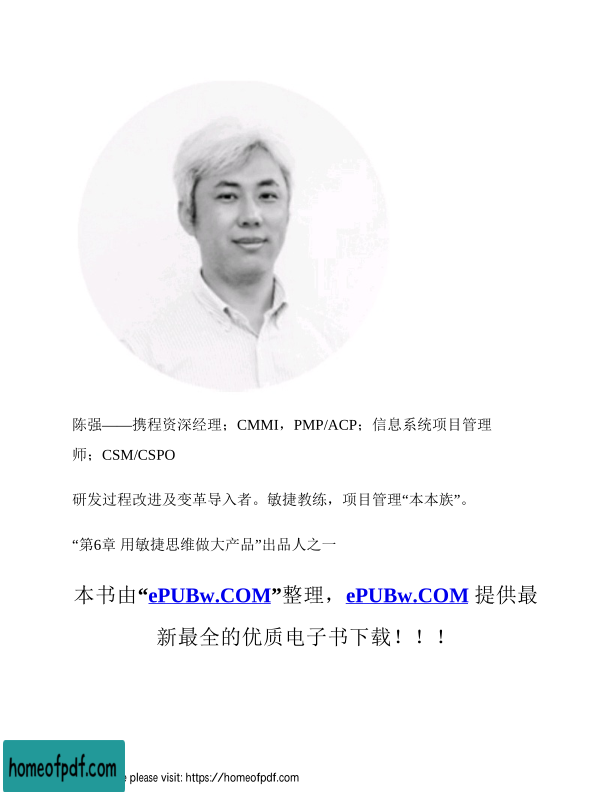 陈强——携程资深经理；CMMI，PMP/ACP；信息系统项目管理
师；CSM/CSPO
研发过程改进及变革导入者。敏捷教练，项目管理“本本族”。
“第6章 用敏捷思维做大产品”出品人之一
本书由“ePUBw.COM”整理，ePUBw.COM 提供最
新最全的优质电子书下载！！！
homeofpdf.com
e please visit: https://homeofpdf.com